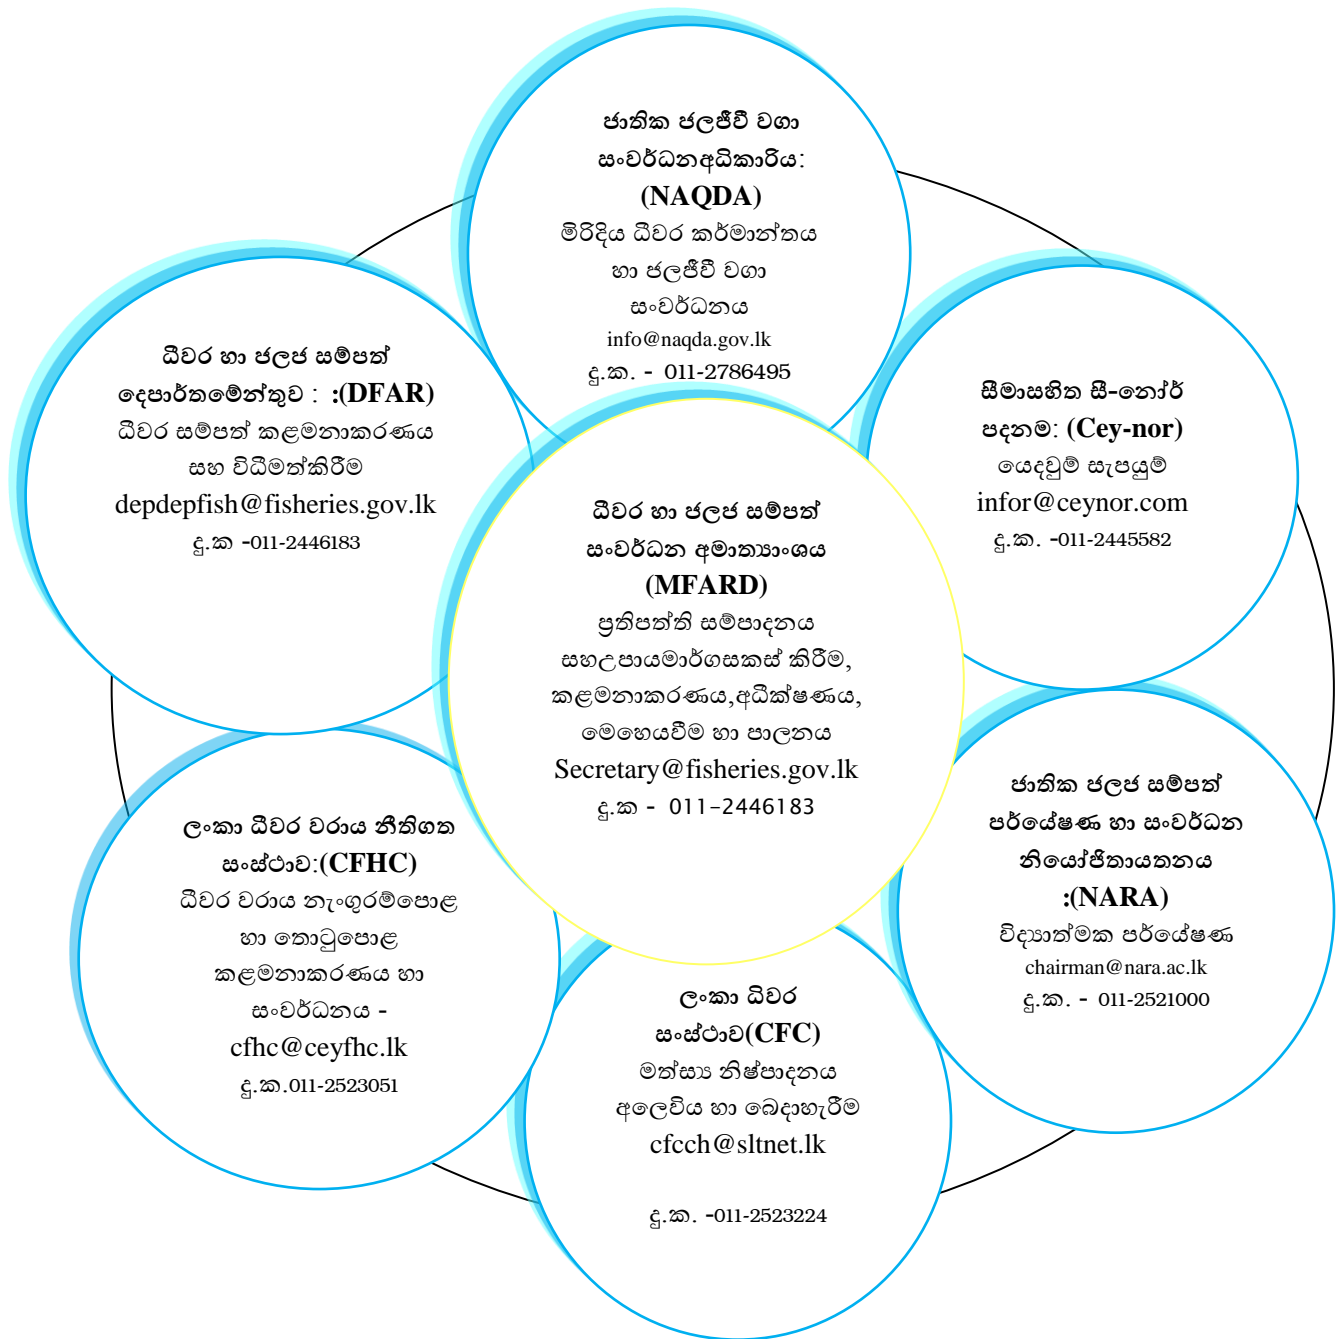 ජාතික ජලජීවී වගා
සංවර්ධනඅධිකාරිය:
(NAQDA)
මිරිදිය ධීවර කර්මාන්තය
හා ජලජීවී වගා
සංවර්ධනය
info@naqda.gov.lk
දු.ක. - 011-2786495
ධීවර හා ජලජ සම්පත්
දෙපාර්තමේන්තුව : :(DFAR)
ධීවර සම්පත් කළමනාකරණය
සහ විධිමත්කිරීම
depdepfish@fisheries.gov.lk
දු.ක -011-2446183
සීමාසහිත සී-නෝර්
පදනම: (Cey-nor)
යෙදවුම් සැපයුම්
infor@ceynor.com
දු.ක. -011-2445582
ධීවර හා ජලජ සම්පත්
සංවර්ධන අමාත්‍යාංශය
(MFARD)
ප්‍රතිපත්ති සම්පාදනය
සහඋපායමාර්ගසකස් කිරීම,
කළමනාකරණය,අධීක්ෂණය,
මෙහෙයවීම හා පාලනය
Secretary@fisheries.gov.lk
දු.ක - 011-2446183
ලංකා ධීවර වරාය නීතිගත
සංස්ථාව:(CFHC)
ධීවර වරාය නැංගුරම්පොළ
හා තොටුපොළ
කළමනාකරණය හා
සංවර්ධනය -
cfhc@ceyfhc.lk
දු.ක.011-2523051
ජාතික ජලජ සම්පත්
පර්යේෂණ හා සංවර්ධන
නියෝජිතායතනය
:(NARA)
විද්‍යාත්මක පර්යේෂණ
chairman@nara.ac.lk
දු.ක. - 011-2521000
ලංකා ධිවර
සංස්ථාව(CFC)
මත්ස්‍ය නිෂ්පාදනය
අලෙවිය හා බෙදාහැරීම
cfcch@sltnet.lk
දු.ක. -011-2523224